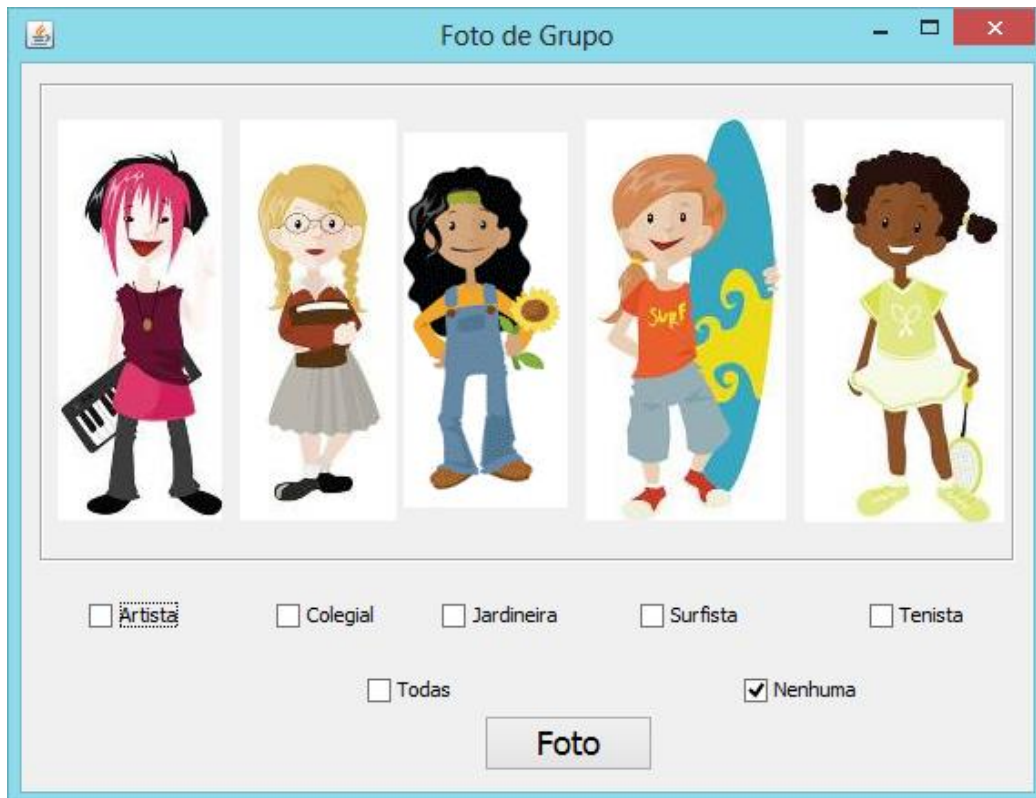 Foto de Grupo
SURF
Artista
Colegial
Jardineira
Surfista
Tenista
Todas
Nenhuma
Foto